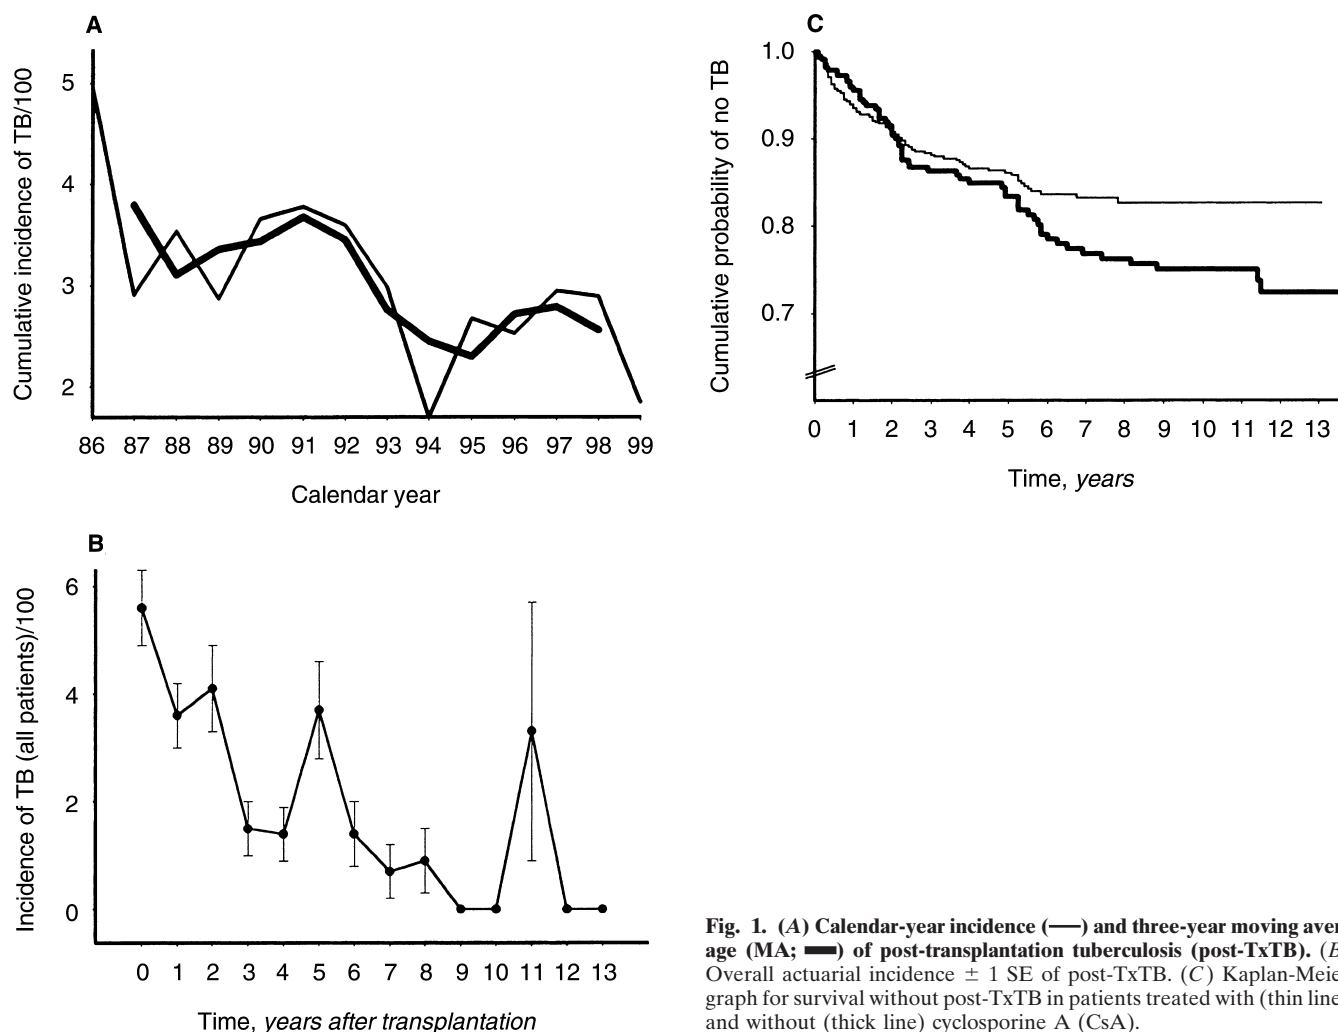 A
Cumulative incidence of TB/100
5
4
3
2
86 87 88 89 90 91 92 93 94 95 96 97 98 99
Calendar year
B
Incidence of TB (all patients)/100
6
4
2
0
0 1 2 3 4 5 6 7 8 9 10 11 12 13
Time, years after transplantation
C
Cumulative probability of no TB
1.0
0.9
0.8
0.7
0 1 2 3 4 5 6 7 8 9 10 11 12 13
Time, years
Fig. 1. (A) Calendar-year incidence (—) and three-year moving aver
age (MA; ▬) of post-transplantation tuberculosis (post-TxTB). (B
Overall actuarial incidence ± 1 SE of post-TxTB. (C) Kaplan-Meie
graph for survival without post-TxTB in patients treated with (thin line
and without (thick line) cyclosporine A (CsA).